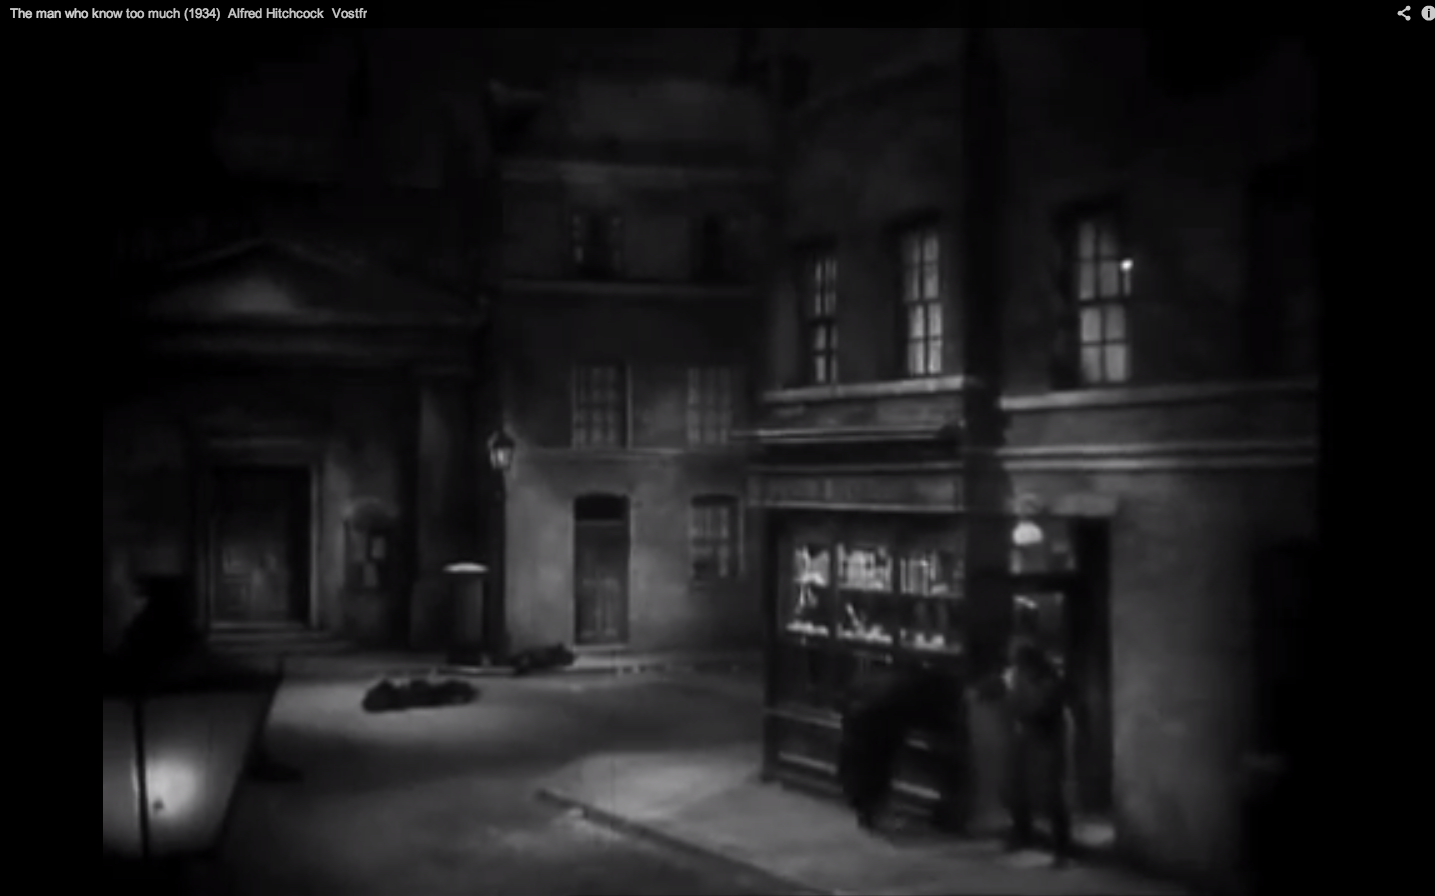 The man who know too much (1934)  Alfred Hitchcock  Vostfr